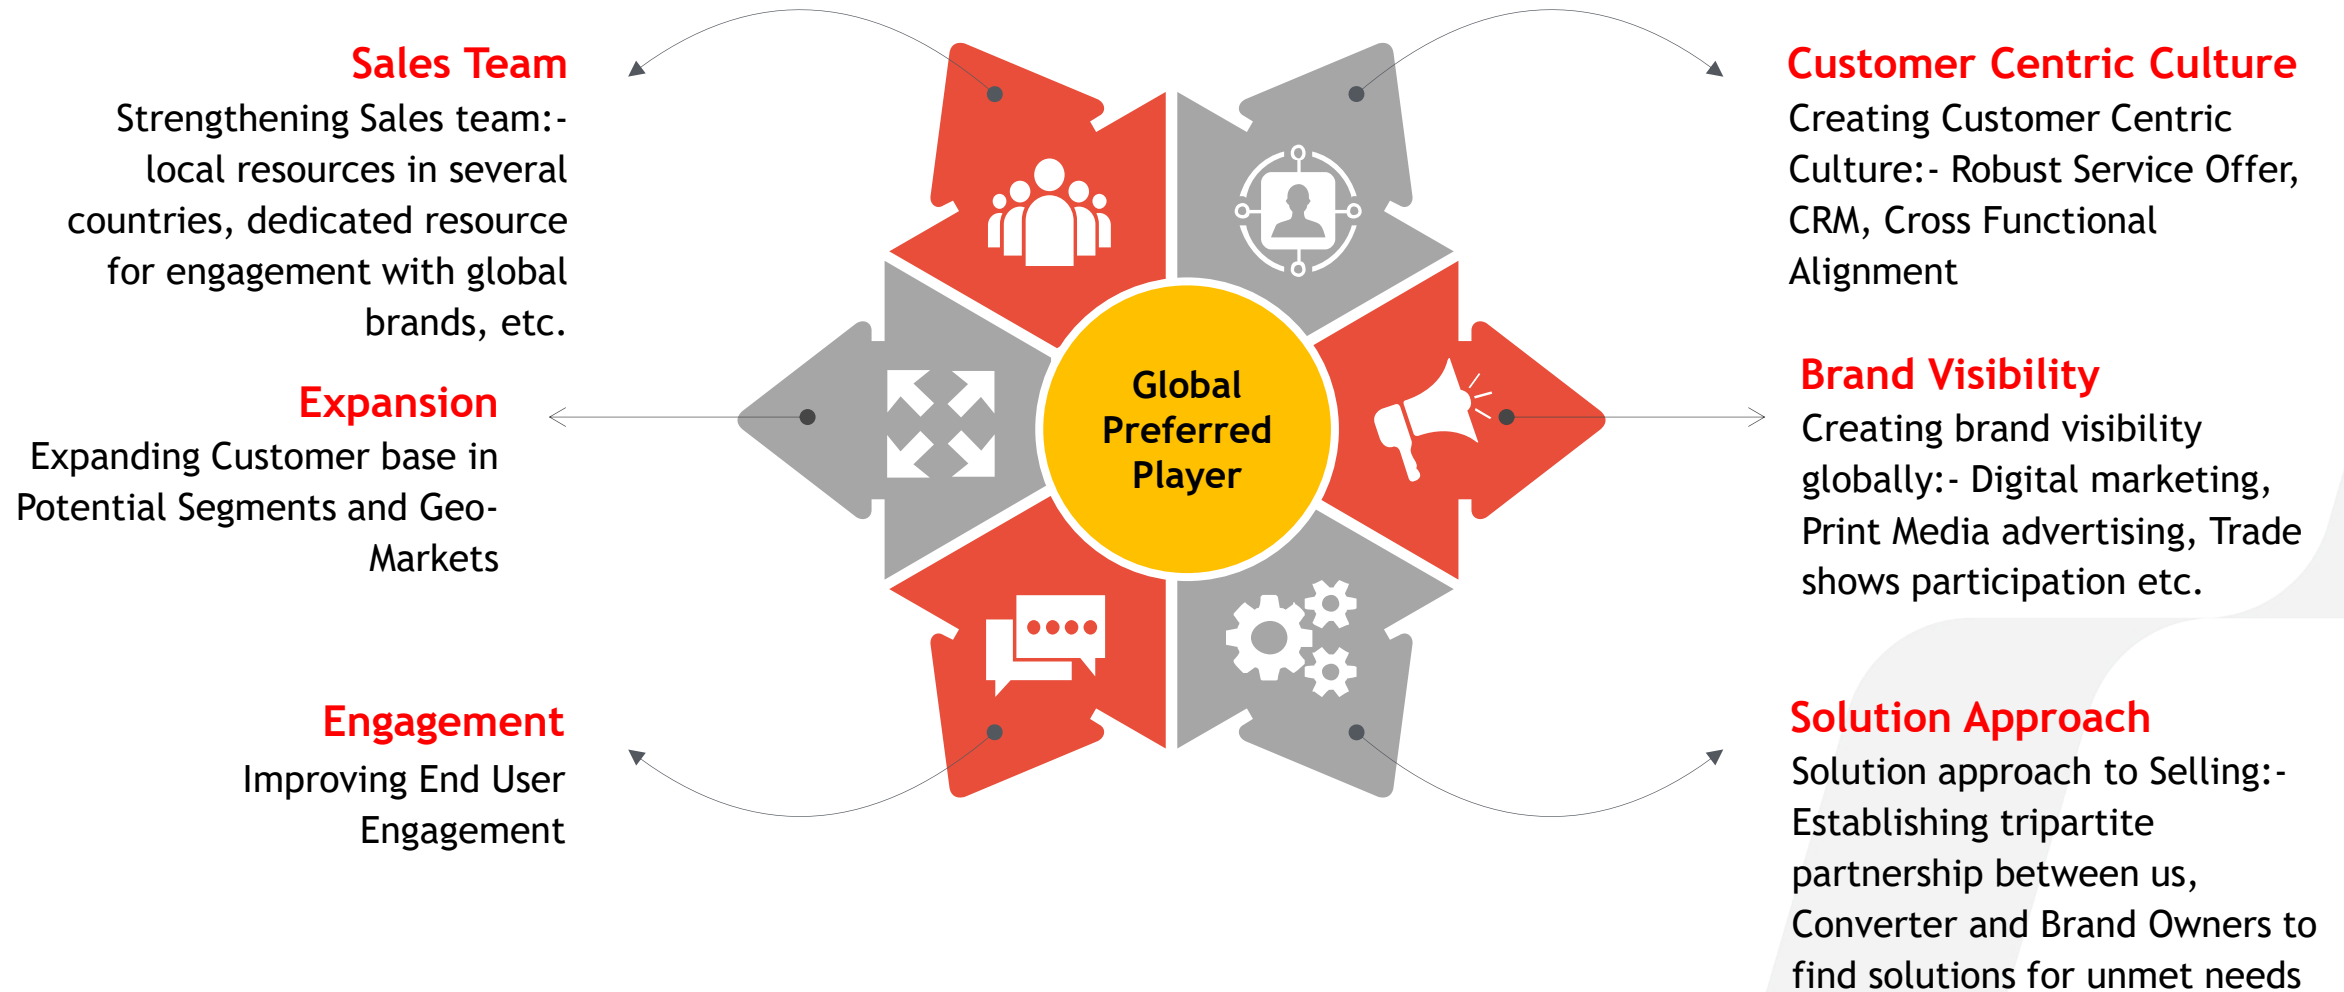 Sales Team
Strengthening Sales team:-
local resources in several
countries, dedicated resource
for engagement with global
brands, etc.
Expansion
Expanding Customer base in
Potential Segments and Geo-
Markets
Engagement
Improving End User
Engagement
Global
Preferred
Player
Customer Centric Culture
Creating Customer Centric
Culture:- Robust Service Offer,
CRM, Cross Functional
Alignment
Brand Visibility
Creating brand visibility
globally:- Digital marketing,
Print Media advertising, Trade
shows participation etc.
Solution Approach
Solution approach to Selling:-
Establishing tripartite
partnership between us,
Converter and Brand Owners to
find solutions for unmet needs